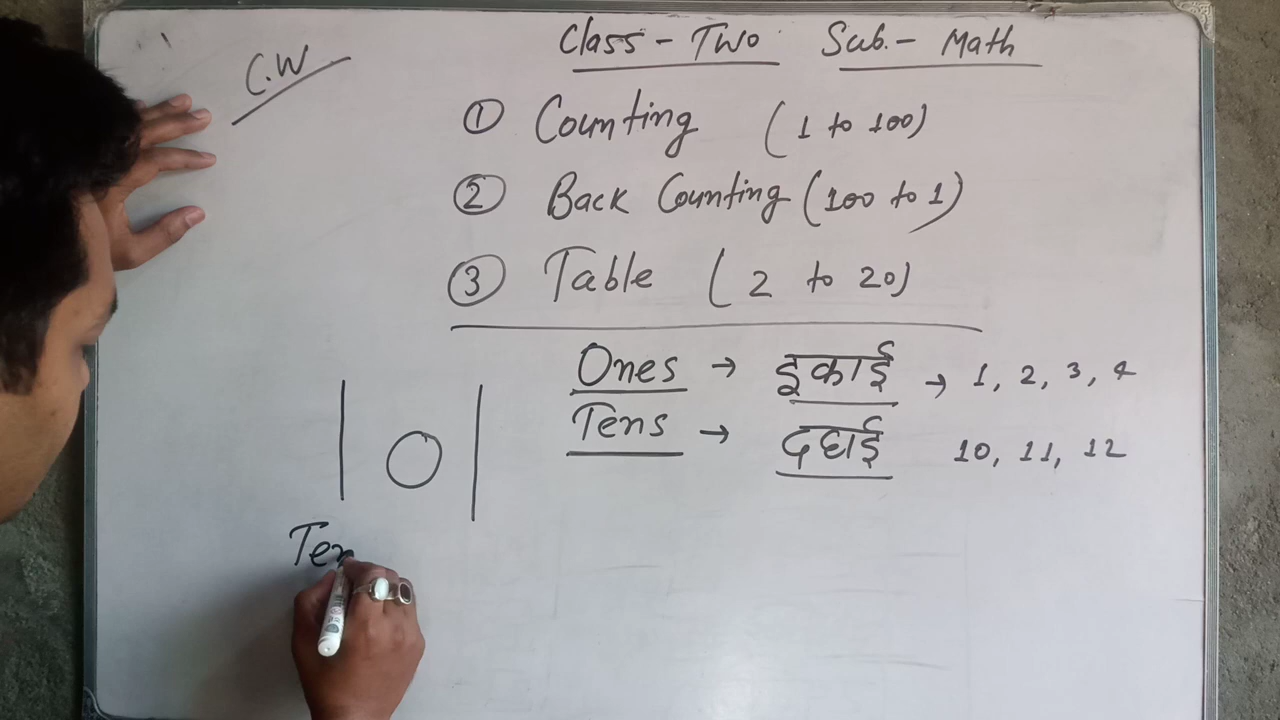 C.W
Class - Two Sub. - Math
① Counting (1 to 100)
② Back Counting (100 to 1)
③ Table (2 to 20)
Ones → इकाई → 1, 2, 3, 4
Tens → दहाई 10, 11, 12
| O |
Ten